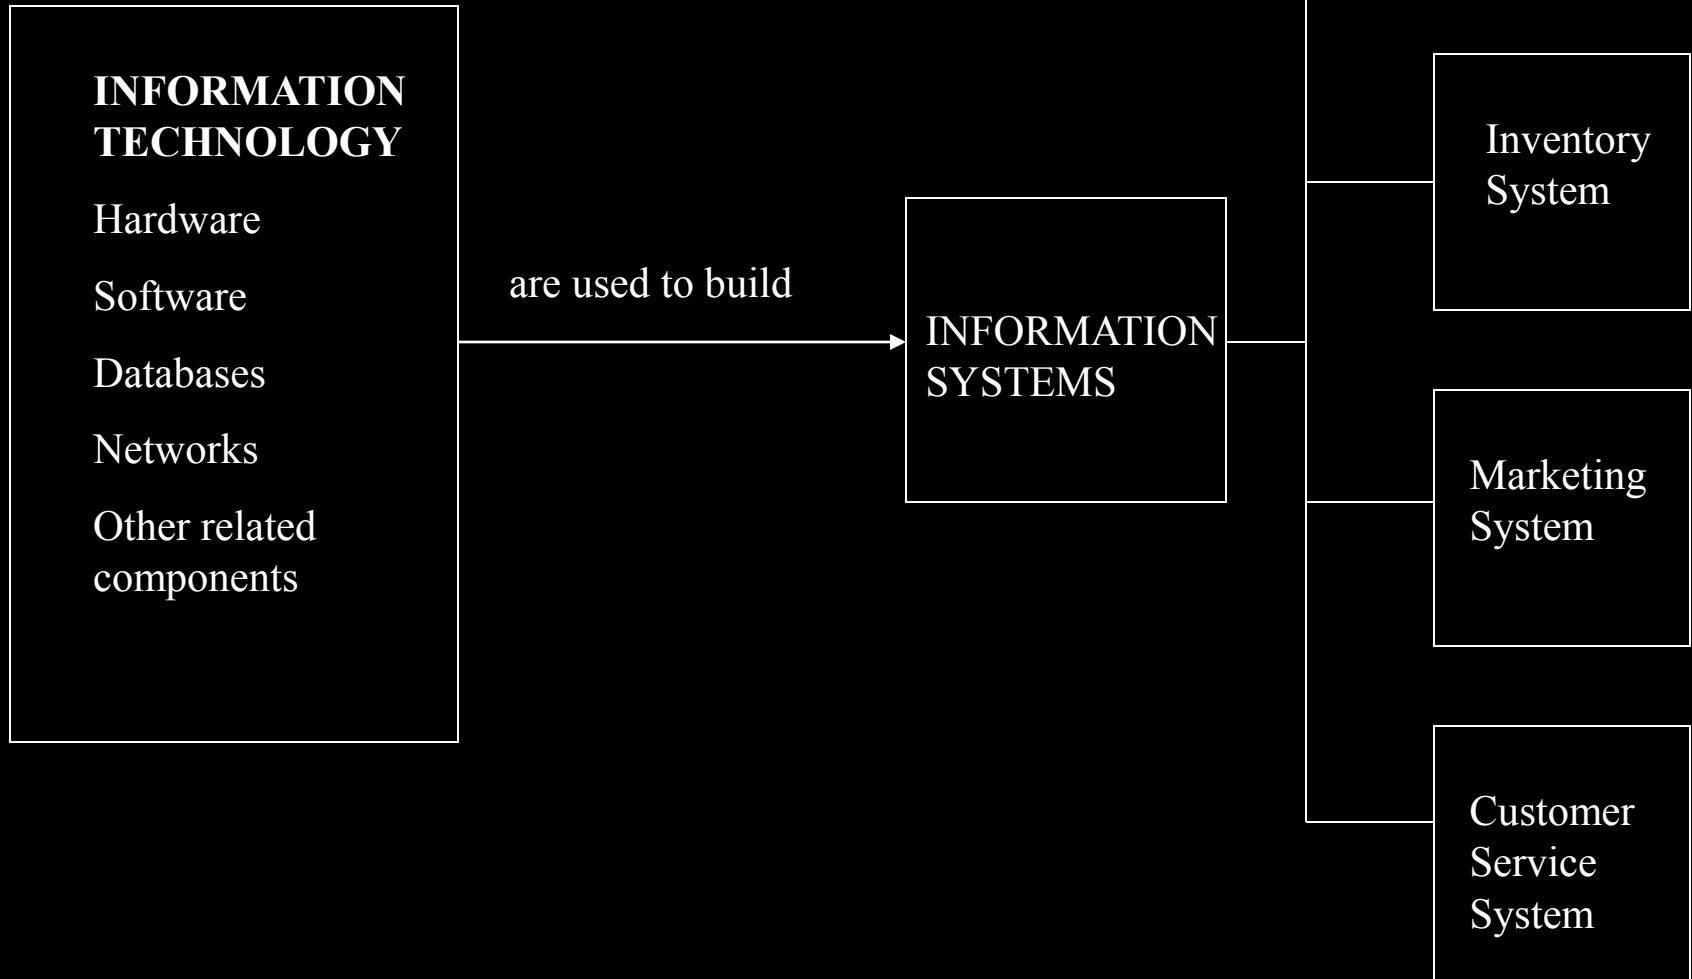 INFORMATION
TECHNOLOGY
Hardware
Software
Databases
Networks
Other related
components
are used to build
INFORMATION
SYSTEMS
Inventory
System
Marketing
System
Customer
Service
System